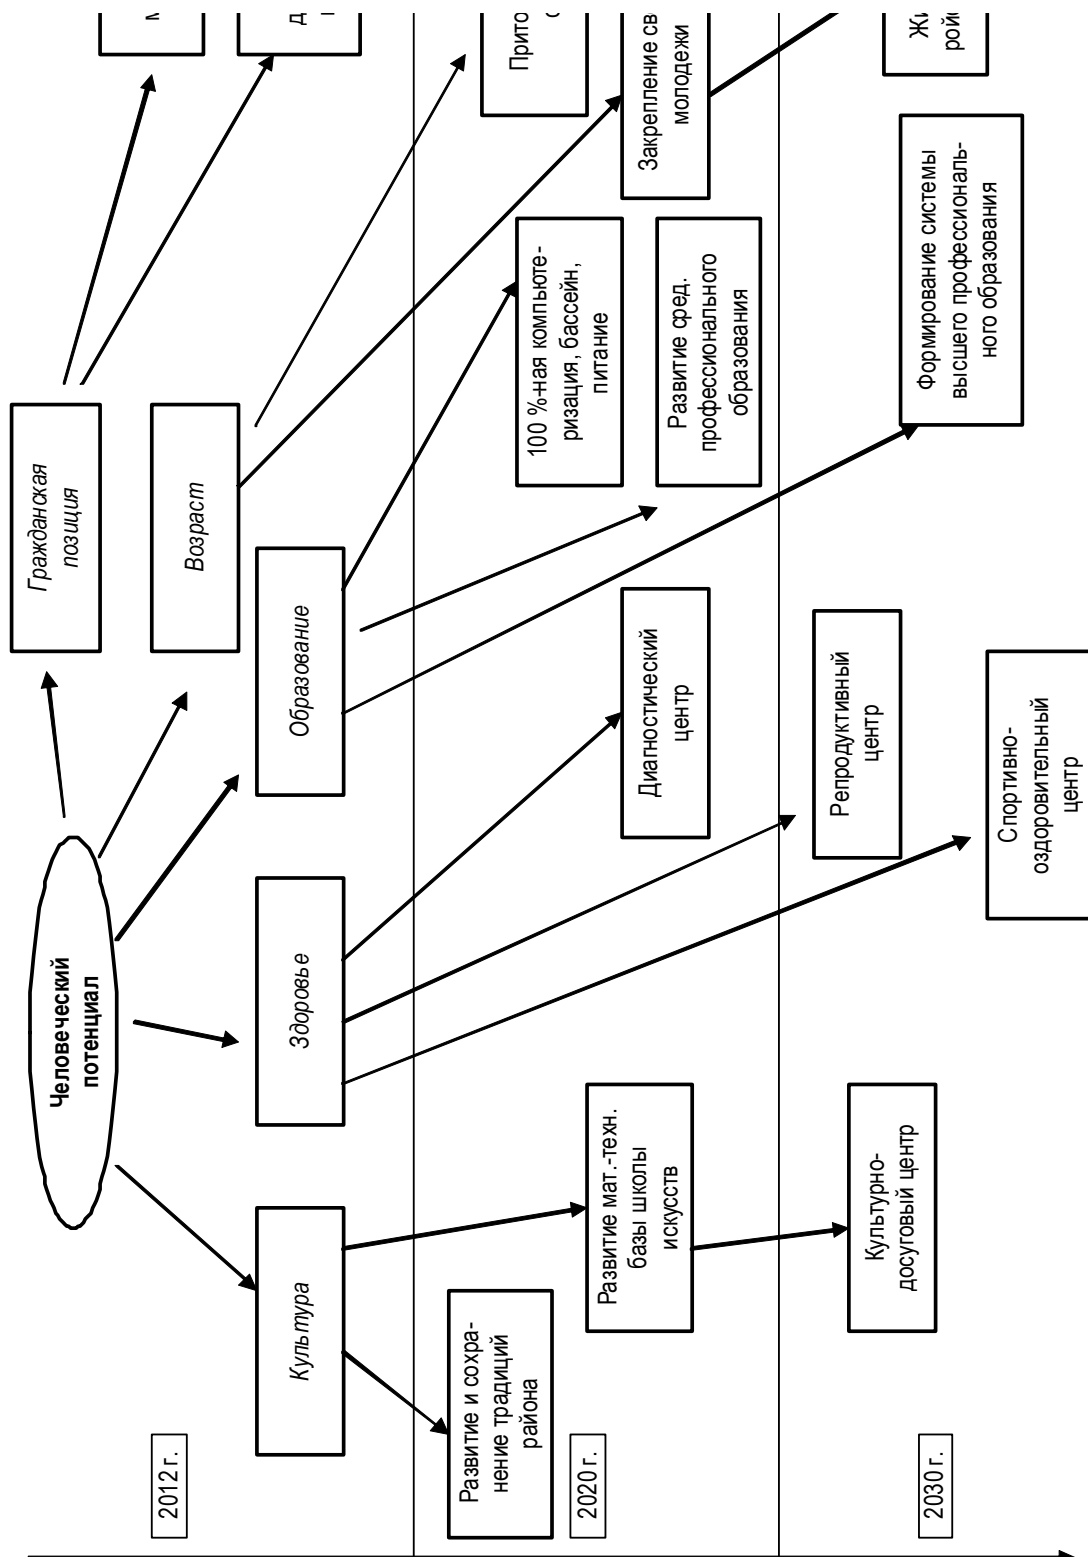 Человеческий
потенциал
2012 г.
Культура
Здоровье
Образование
Возраст
Гражданская
позиция
2020 г.
Развитие и сохра-
нение традиций
района
Развитие мат.-техн.
базы школы
искусств
Диагностический
центр
100 %-ная компьюте-
ризация, бассейн,
питание
Развитие сред.
профессионального
образования
Закрепление
молодежи
2030 г.
Культурно-
досуговый центр
Репродуктивный
центр
Спортивно-
оздоровительный
центр
Формирование системы
высшего профессиональ-
ного образования